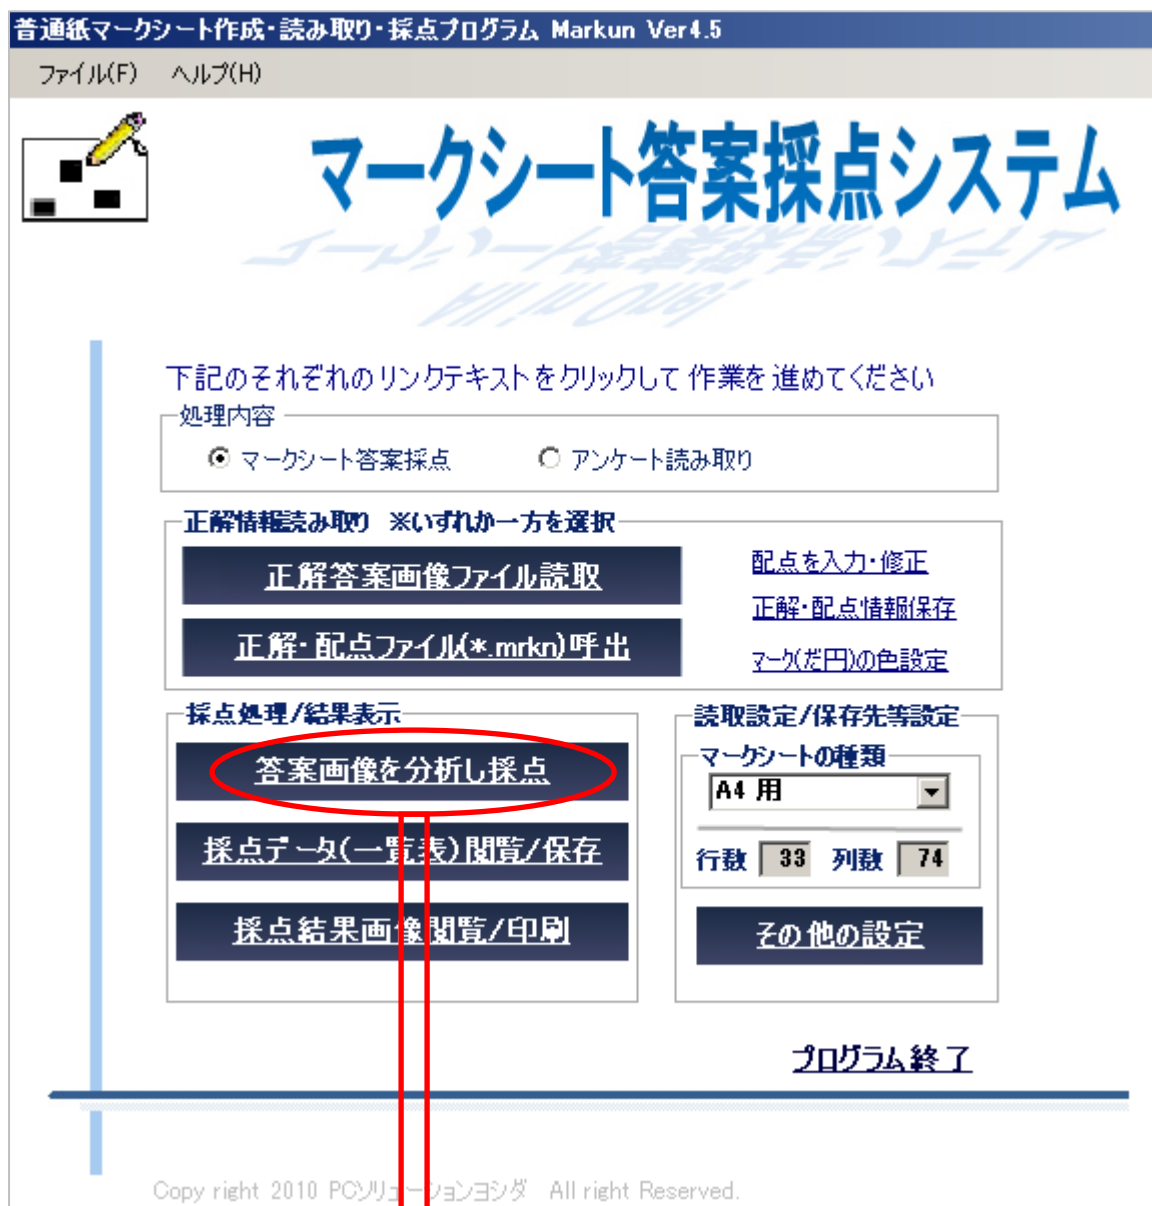 普通紙マークシート作成・読み取り・採点プログラム Markun Ver4.5
ファイル(F) ヘルプ(H)
マークシート答案採点システム
下記のそれぞれのリンクテキストをクリックして作業を進めてください
処理内容
マークシート答案採点 アンケート読み取り
正解情報読み取り ※いずれか一方を選択
正解答案画像ファイル読取
配点を入力・修正
正解・配点情報保存
正解・配点ファイル(*.mrkn)呼出
マーク(だ円)の色設定
採点処理/結果表示
答案画像を分析し採点
採点データ(一覧表)閲覧/保存
採点結果画像閲覧/印刷
読取設定/保存先等設定
マークシートの種類
A4 用
行数 33 列数 74
その他の設定
プログラム終了
Copy right 2010 PCソリューションヨシダ All right Reserved.